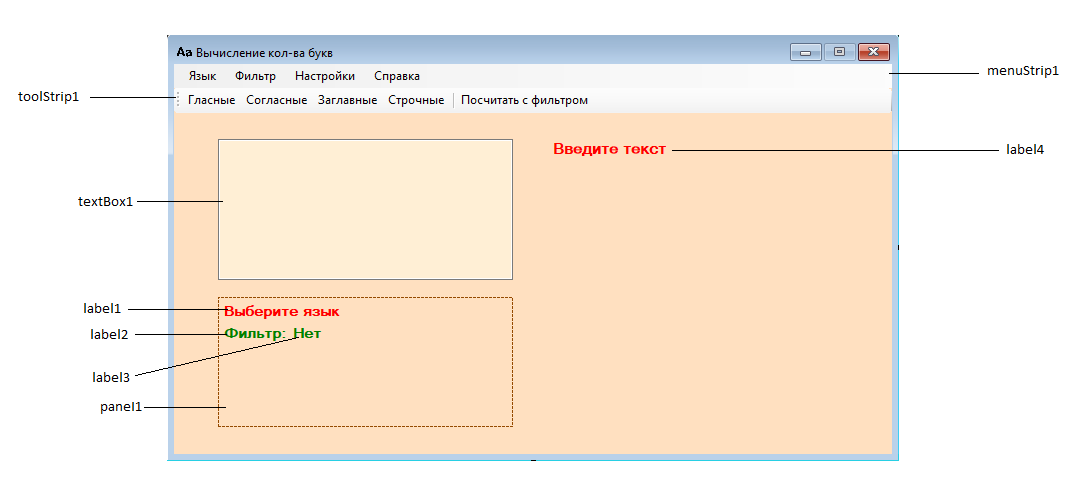 Aa Вычисление кол-ва букв
Язык Фильтр Настройки Справка
menuStrip1
toolStrip1
Гласные Согласные Заглавные Строчные Посчитать с фильтром
Введите текст
label4
textBox1
label1
Выберите язык
label2
Фильтр: Нет
label3
panel1